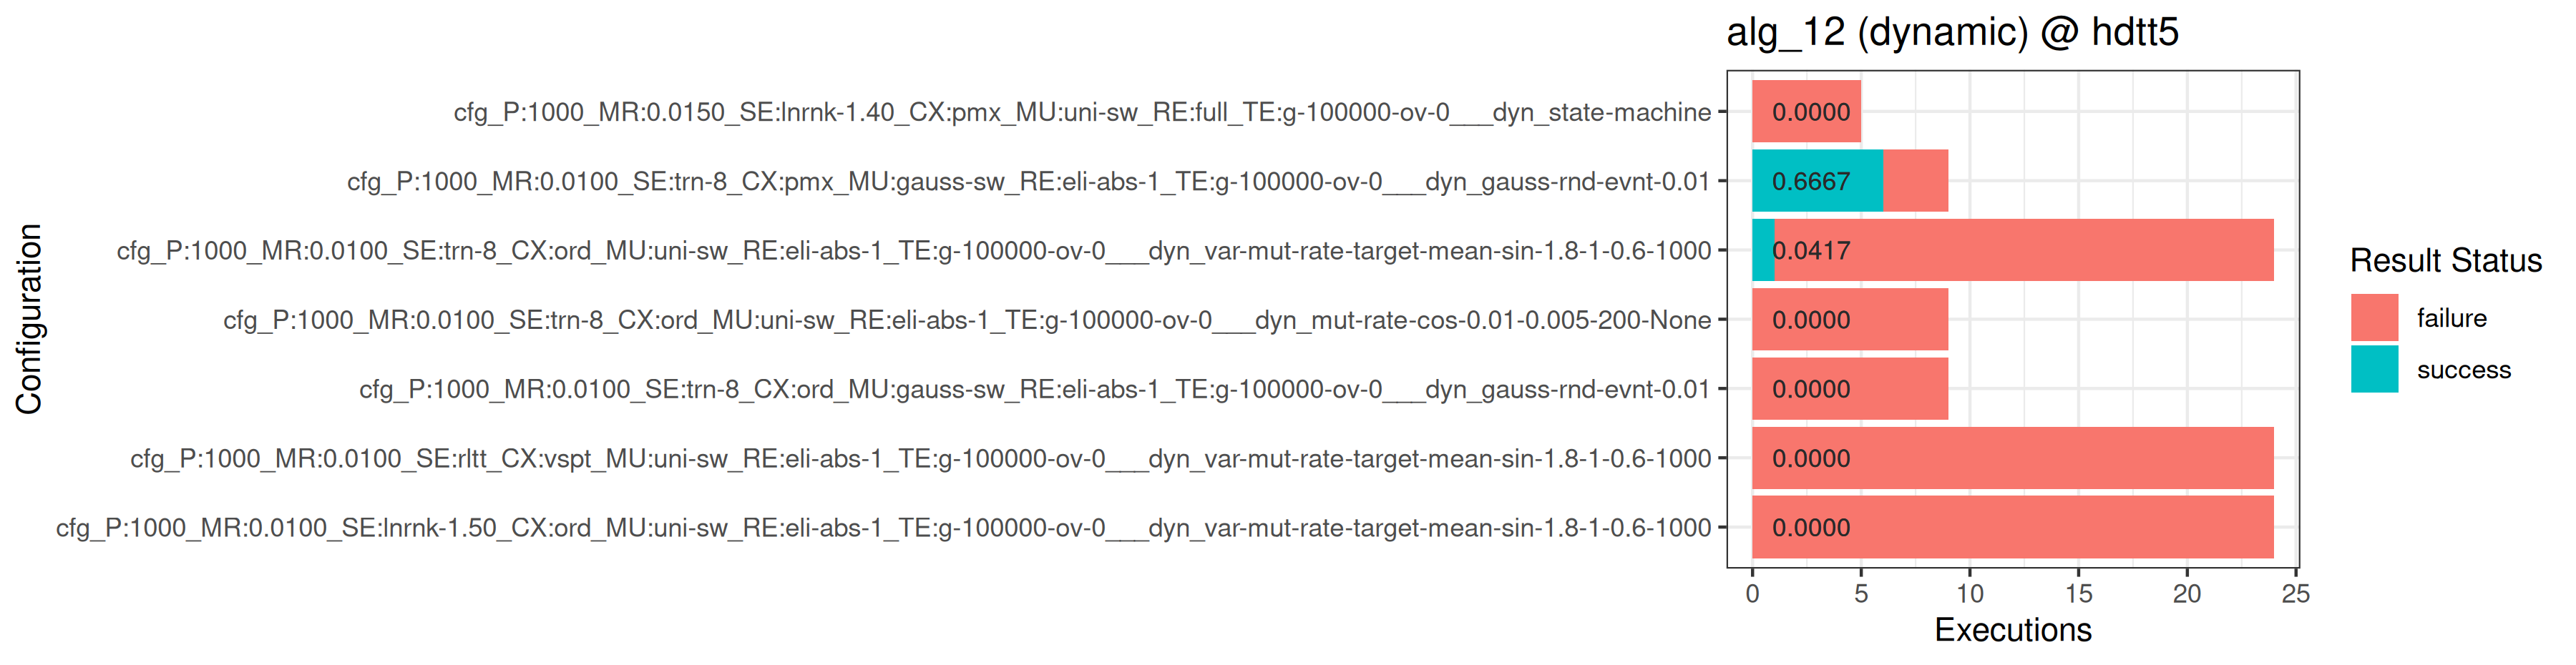 alg_12 (dynamic) @ hdtt5
Configuration
cfg_P:1000_MR:0.0150_SE:lnrnk-1.40_CX:pmx_MU:uni-sw_RE:full_TE:g-100000-ov-0___dyn_state-machine 0.0000
cfg_P:1000_MR:0.0100_SE:trn-8_CX:pmx_MU:gauss-sw_RE:eli-abs-1_TE:g-100000-ov-0___dyn_gauss-rnd-evnt-0.01 0.6667
cfg_P:1000_MR:0.0100_SE:trn-8_CX:ord_MU:uni-sw_RE:eli-abs-1_TE:g-100000-ov-0___dyn_var-mut-rate-target-mean-sin-1.8-1-0.6-1000 0.0417
cfg_P:1000_MR:0.0100_SE:trn-8_CX:ord_MU:uni-sw_RE:eli-abs-1_TE:g-100000-ov-0___dyn_mut-rate-cos-0.01-0.005-200-None 0.0000
cfg_P:1000_MR:0.0100_SE:trn-8_CX:ord_MU:gauss-sw_RE:eli-abs-1_TE:g-100000-ov-0___dyn_gauss-rnd-evnt-0.01 0.0000
cfg_P:1000_MR:0.0100_SE:rltt_CX:vspt_MU:uni-sw_RE:eli-abs-1_TE:g-100000-ov-0___dyn_var-mut-rate-target-mean-sin-1.8-1-0.6-1000 0.0000
cfg_P:1000_MR:0.0100_SE:lnrnk-1.50_CX:ord_MU:uni-sw_RE:eli-abs-1_TE:g-100000-ov-0___dyn_var-mut-rate-target-mean-sin-1.8-1-0.6-1000 0.0000
0 5 10 15 20 25
Executions
Result Status
failure
success